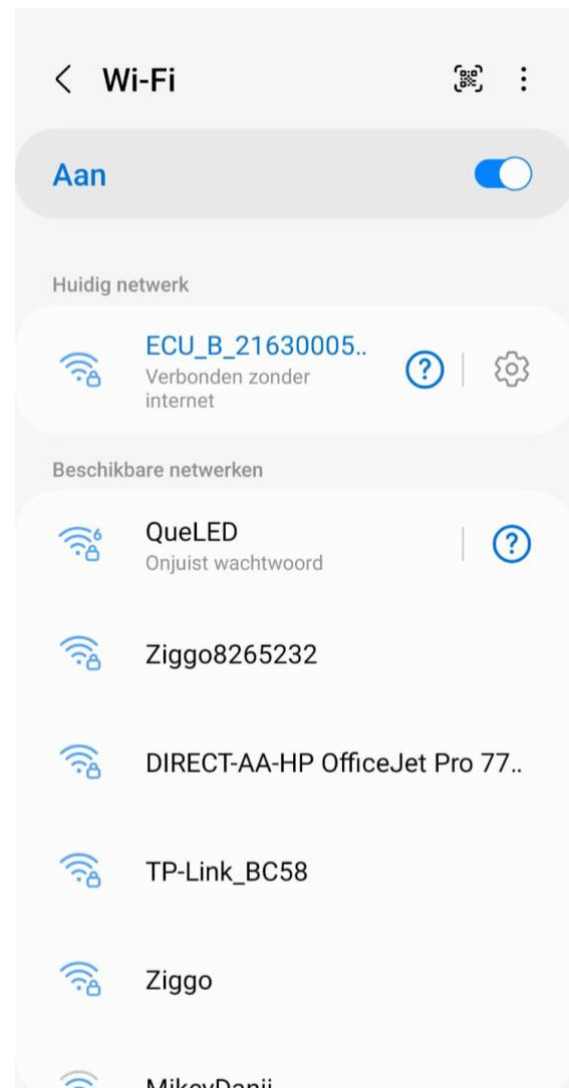 Wi-Fi
Aan
Huidig netwerk
ECU_B_21630005..
Verbonden zonder
internet
Beschikbare netwerken
QueLED
Onjuist wachtwoord
Ziggo8265232
DIRECT-AA-HP OfficeJet Pro 77..
TP-Link_BC58
Ziggo